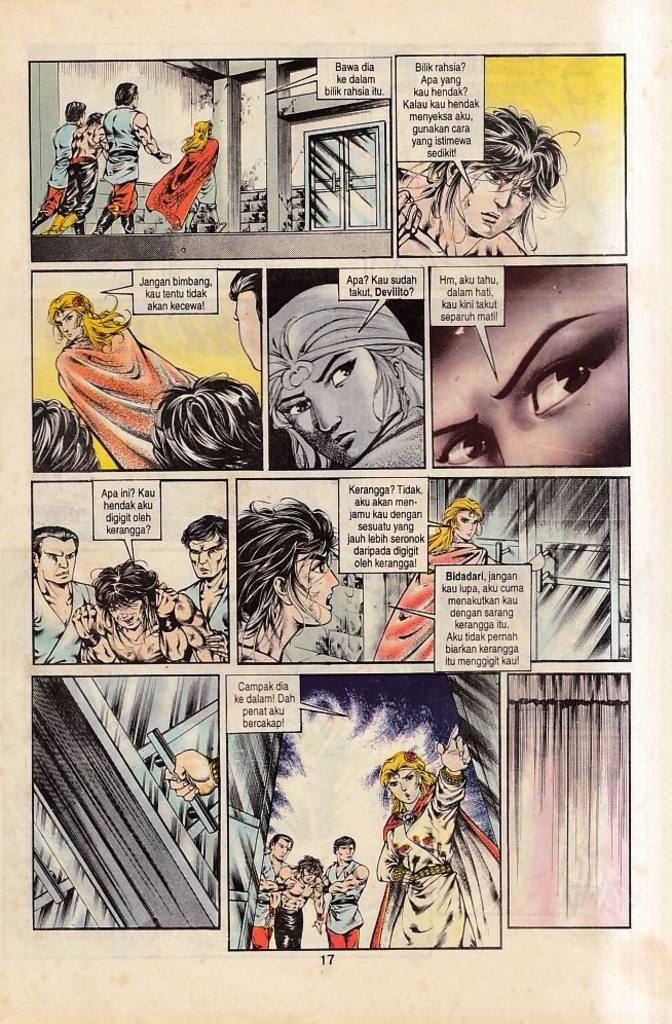 Bawa dia
ke dalam
bilik rahsia itu.
Bilik rahsia?
Apa yang
kau hendak?
Kalau kau hendak
menyeksa aku,
gunakan cara
yang istimewa
sedikit!
Jangan bimbang,
kau tentu tidak
akan kecewa!
Apa? Kau sudah
takut, Devilito?
Hm, aku tahu,
dalam hati,
kau kini takut
separuh mati!
Apa ini? Kau
hendak aku
digigit oleh
kerangga?
Kerangga? Tidak,
aku akan men-
jamu kau dengan
sesuatu yang
jauh lebih seronok
daripada digigit
oleh kerangga!
Bidadari, jangan
kau lupa, aku cuma
menakutkan kau
dengan sarang
kerangga itu.
Aku tidak pernah
biarkan kerangga
itu menggigit kau!
Campak dia
ke dalam! Dah
penat aku
bercakap!
17